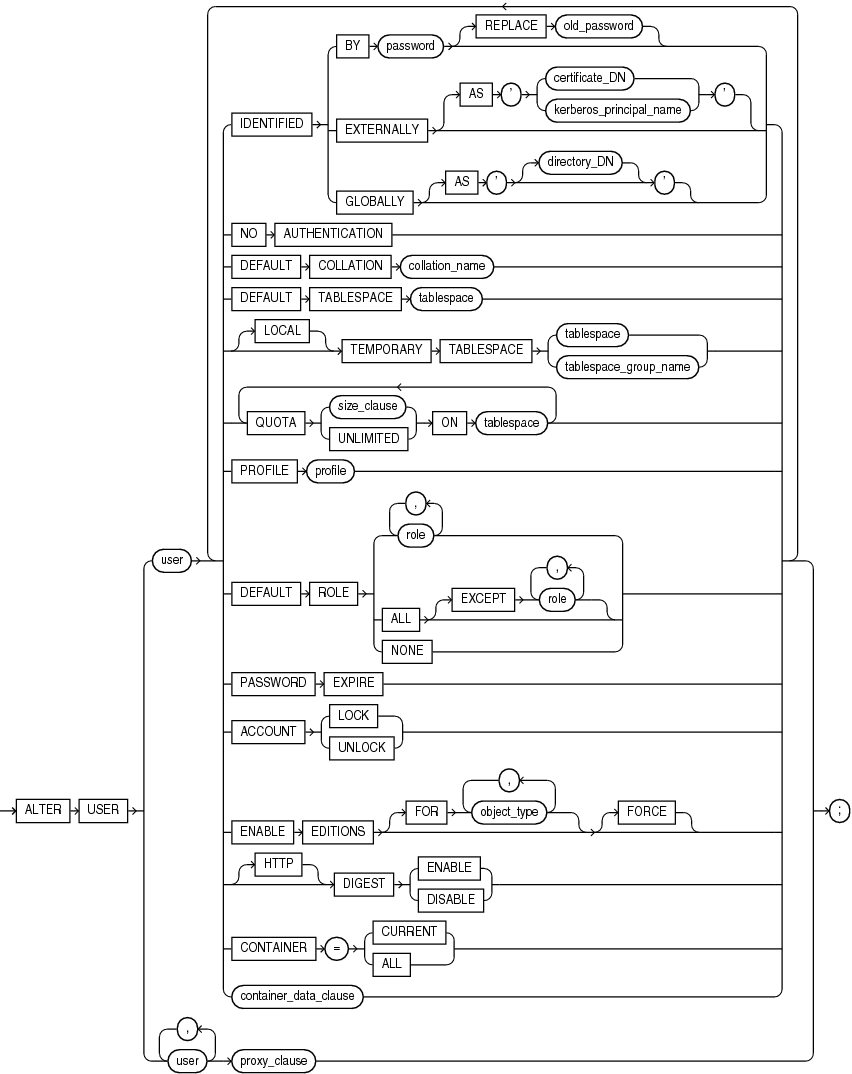 REPLACE old_password
BY password
certificate_DN
AS ' '
kerberos_principal_name
IDENTIFIED EXTERNALLY
directory_DN
AS ' '
GLOBALLY
NO AUTHENTICATION
DEFAULT COLLATION collation_name
DEFAULT TABLESPACE tablespace
LOCAL tablespace
TEMPORARY TABLESPACE
tablespace_group_name
size_clause
QUOTA ON tablespace
UNLIMITED
PROFILE profile
,
role
user
,
DEFAULT ROLE EXCEPT role
ALL
NONE
PASSWORD EXPIRE
LOCK
ACCOUNT
UNLOCK
,
ALTER USER FOR object_type FORCE ;
ENABLE EDITIONS
HTTP ENABLE
DIGEST
DISABLE
CURRENT
CONTAINER =
ALL
container_data_clause
,
user proxy_clause